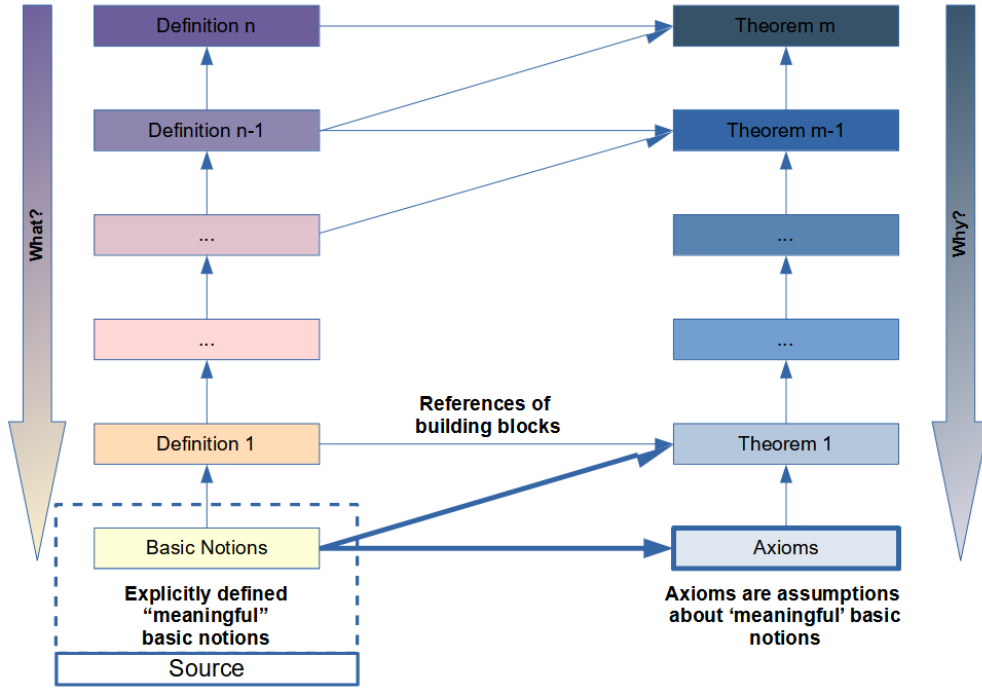 Definition n
Theorem m
Definition n-1
Theorem m-1
What?
Why?
...
...
...
...
References of
building blocks
Definition 1
Theorem 1
Basic Notions
Axioms
Explicitly defined
“meaningful”
basic notions
Axioms are assumptions
about ‘meaningful’ basic
notions
Source